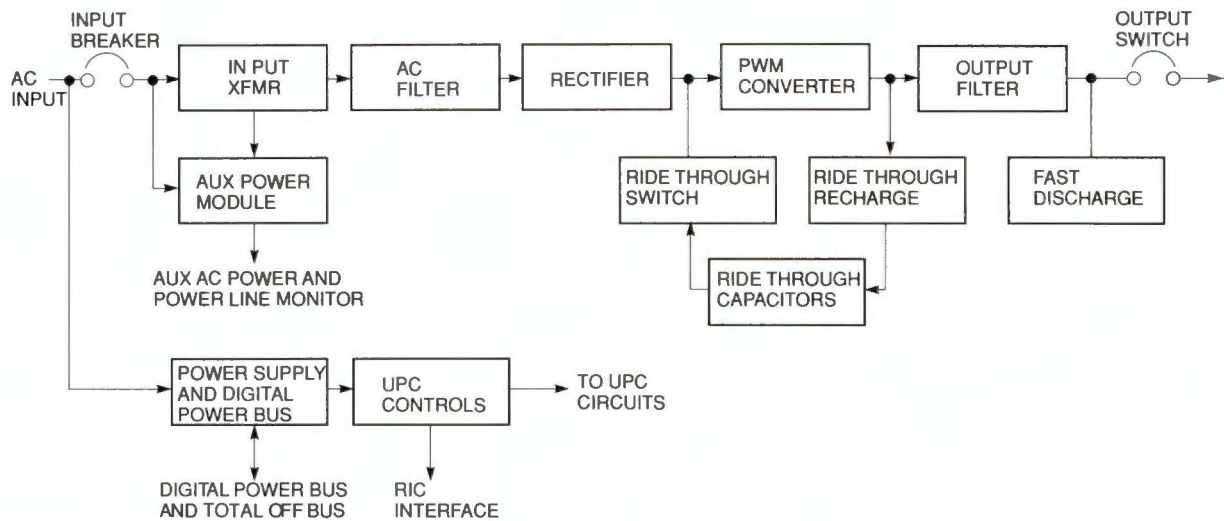 INPUT
BREAKER
OUTPUT
SWITCH
AC
INPUT
IN PUT
XFMR
AC
FILTER
RECTIFIER
PWM
CONVERTER
OUTPUT
FILTER
AUX POWER
MODULE
RIDE THROUGH
SWITCH
RIDE THROUGH
RECHARGE
FAST
DISCHARGE
AUX AC POWER AND
POWER LINE MONITOR
RIDE THROUGH
CAPACITORS
POWER SUPPLY
AND DIGITAL
POWER BUS
UPC
CONTROLS
TO UPC
CIRCUITS
DIGITAL POWER BUS
AND TOTAL OFF BUS
RIC
INTERFACE